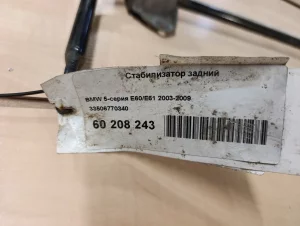 Стабилизатор задний
BMW 5-серия E60/E61 2003-2009
33506770340
60 208 243